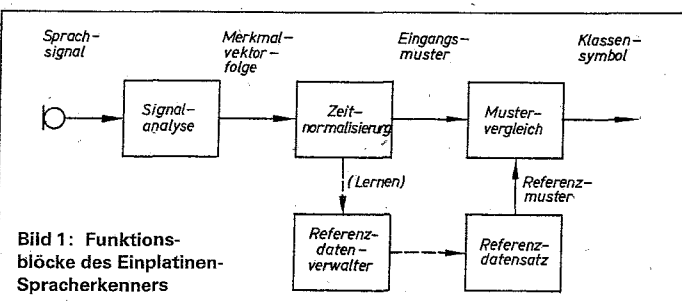 Sprach-
signal
Merkmal-
vektor-
folge
Eingangs-
muster
Klassen-
symbol
Signal-
analyse
Zeit-
normalisierung
Muster-
vergleich
(Lernen)
Referenz-
muster
Referenz-
daten-
verwalter
Referenz-
datensatz
Bild 1: Funktions-
blöcke des Einplatinen-
Spracherkenners